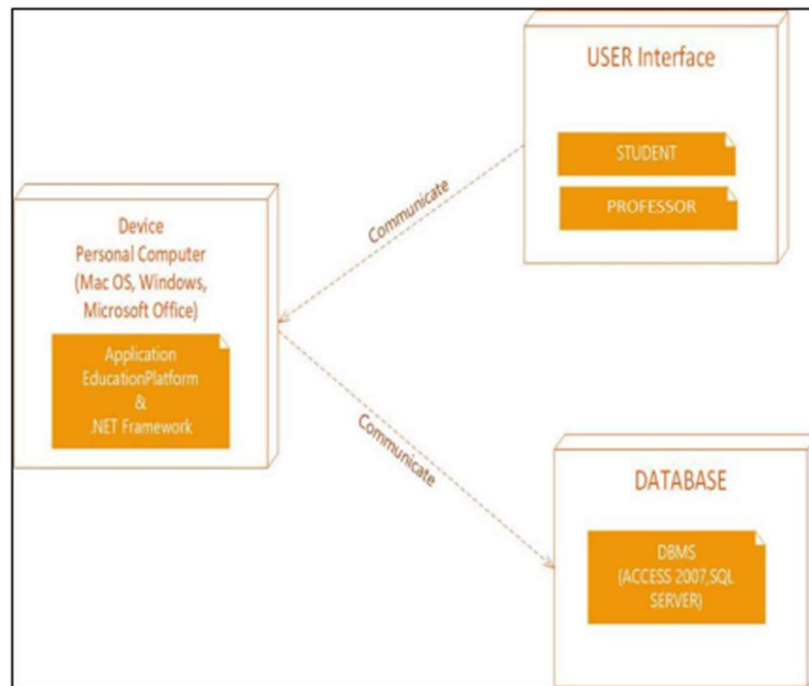 USER Interface
STUDENT
PROFESSOR
Communicate
Device
Personal Computer
(Mac OS, Windows,
Microsoft Office)
Application
EducationPlatform
&
.NET Framework
Communicate
DATABASE
DBMS
(ACCESS 2007,SQL
SERVER)